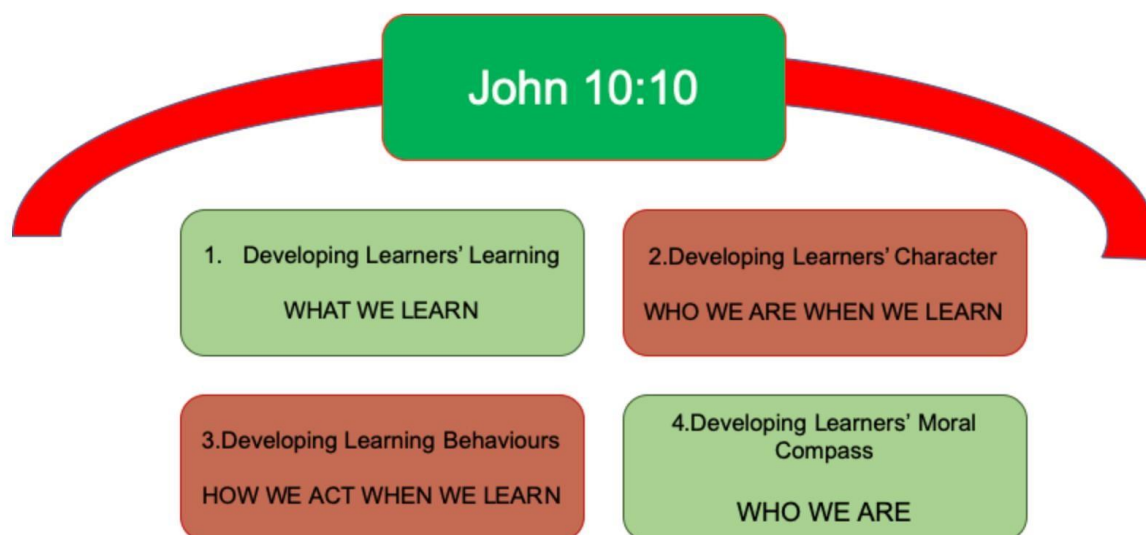 John 10:10
1. Developing Learners' Learning
WHAT WE LEARN
2.Developing Learners' Character
WHO WE ARE WHEN WE LEARN
3.Developing Learning Behaviours
HOW WE ACT WHEN WE LEARN
4.Developing Learners' Moral
Compass
WHO WE ARE